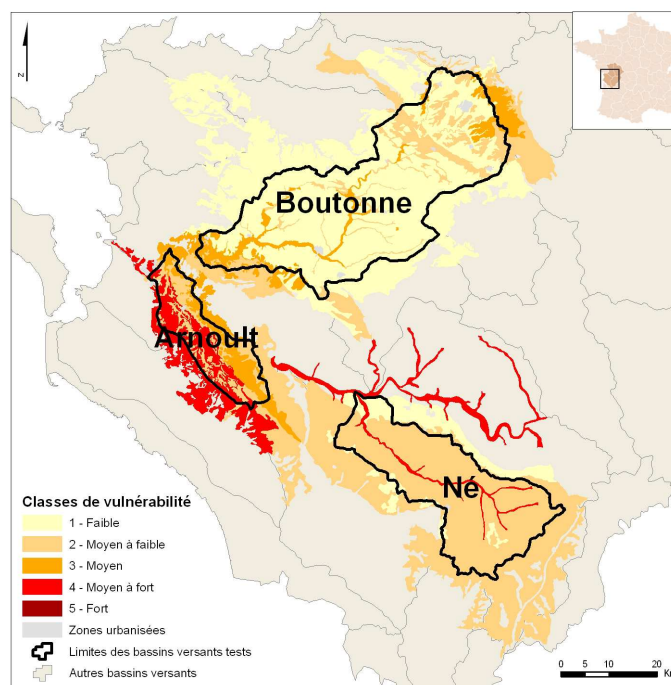 N
Boutonne
Arnoult
Né
Classes de vulnérabilité
1 - Faible
2 - Moyen à faible
3 - Moyen
4 - Moyen à fort
5 - Fort
Zones urbanisées
Limites des bassins versants tests
Autres bassins versants
0 5 10 20